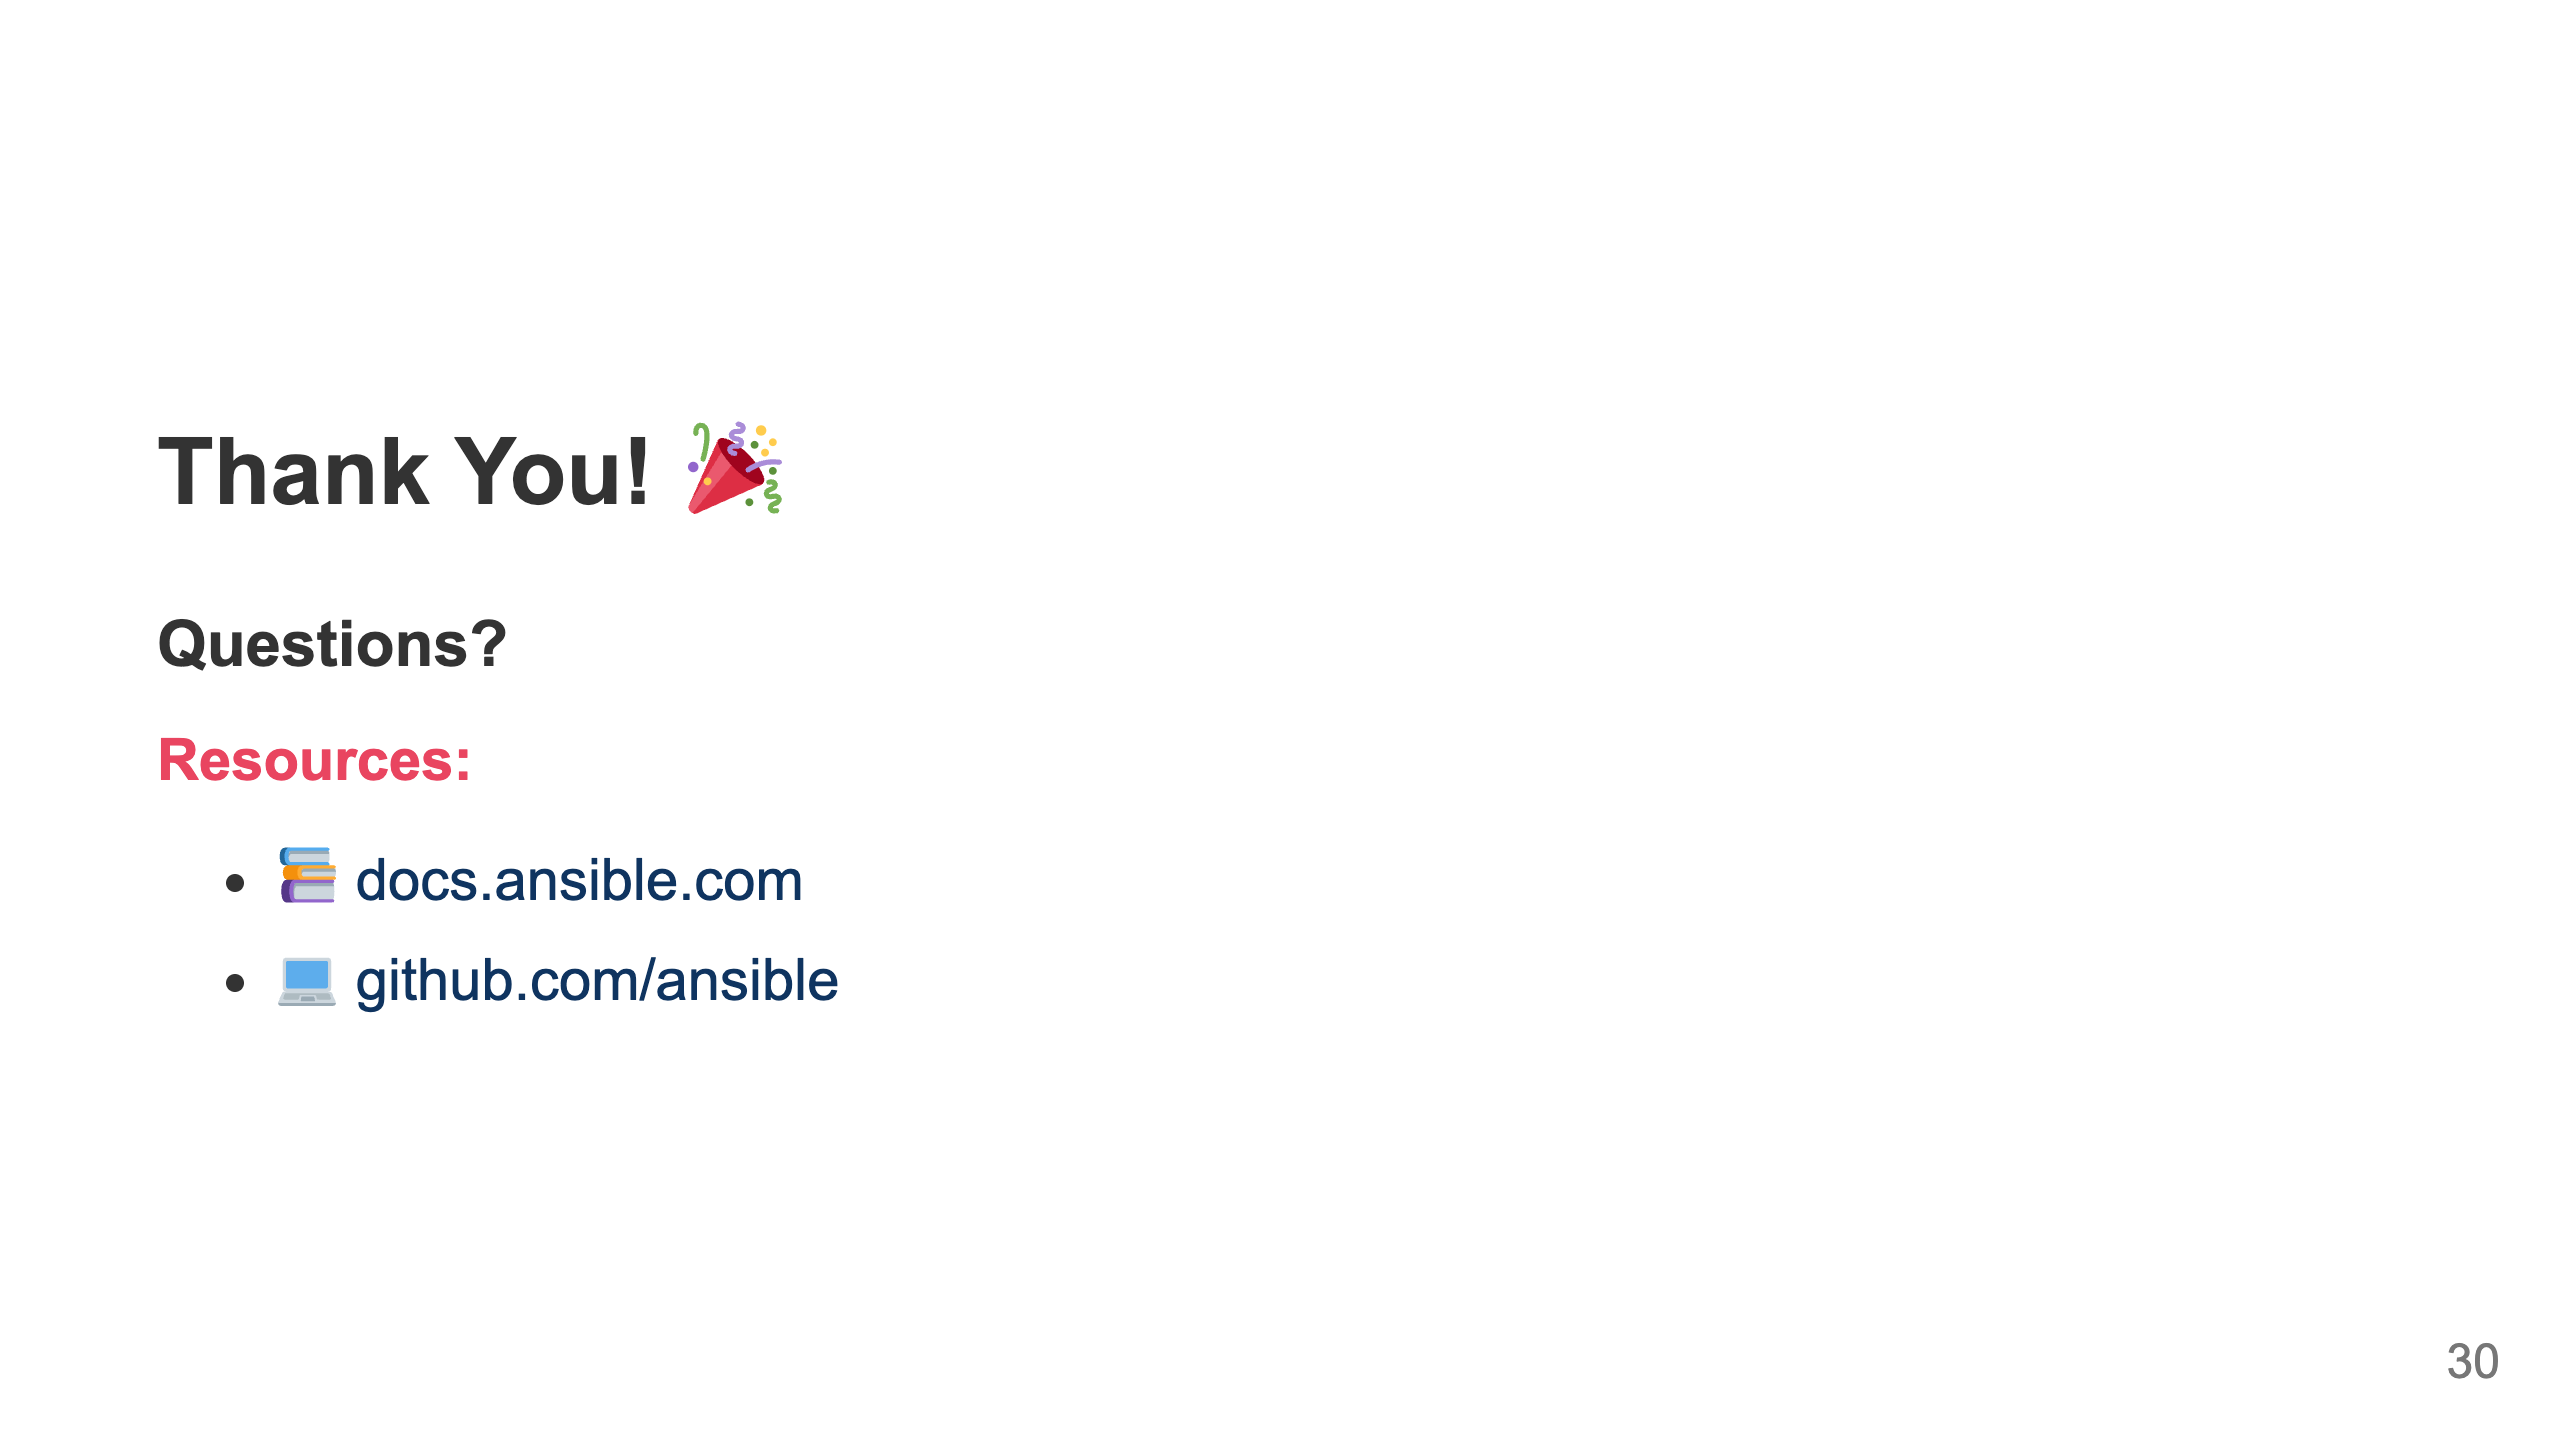 Thank You! 🎉
Questions?
Resources:
• 📚 docs.ansible.com
• 💻 github.com/ansible
30